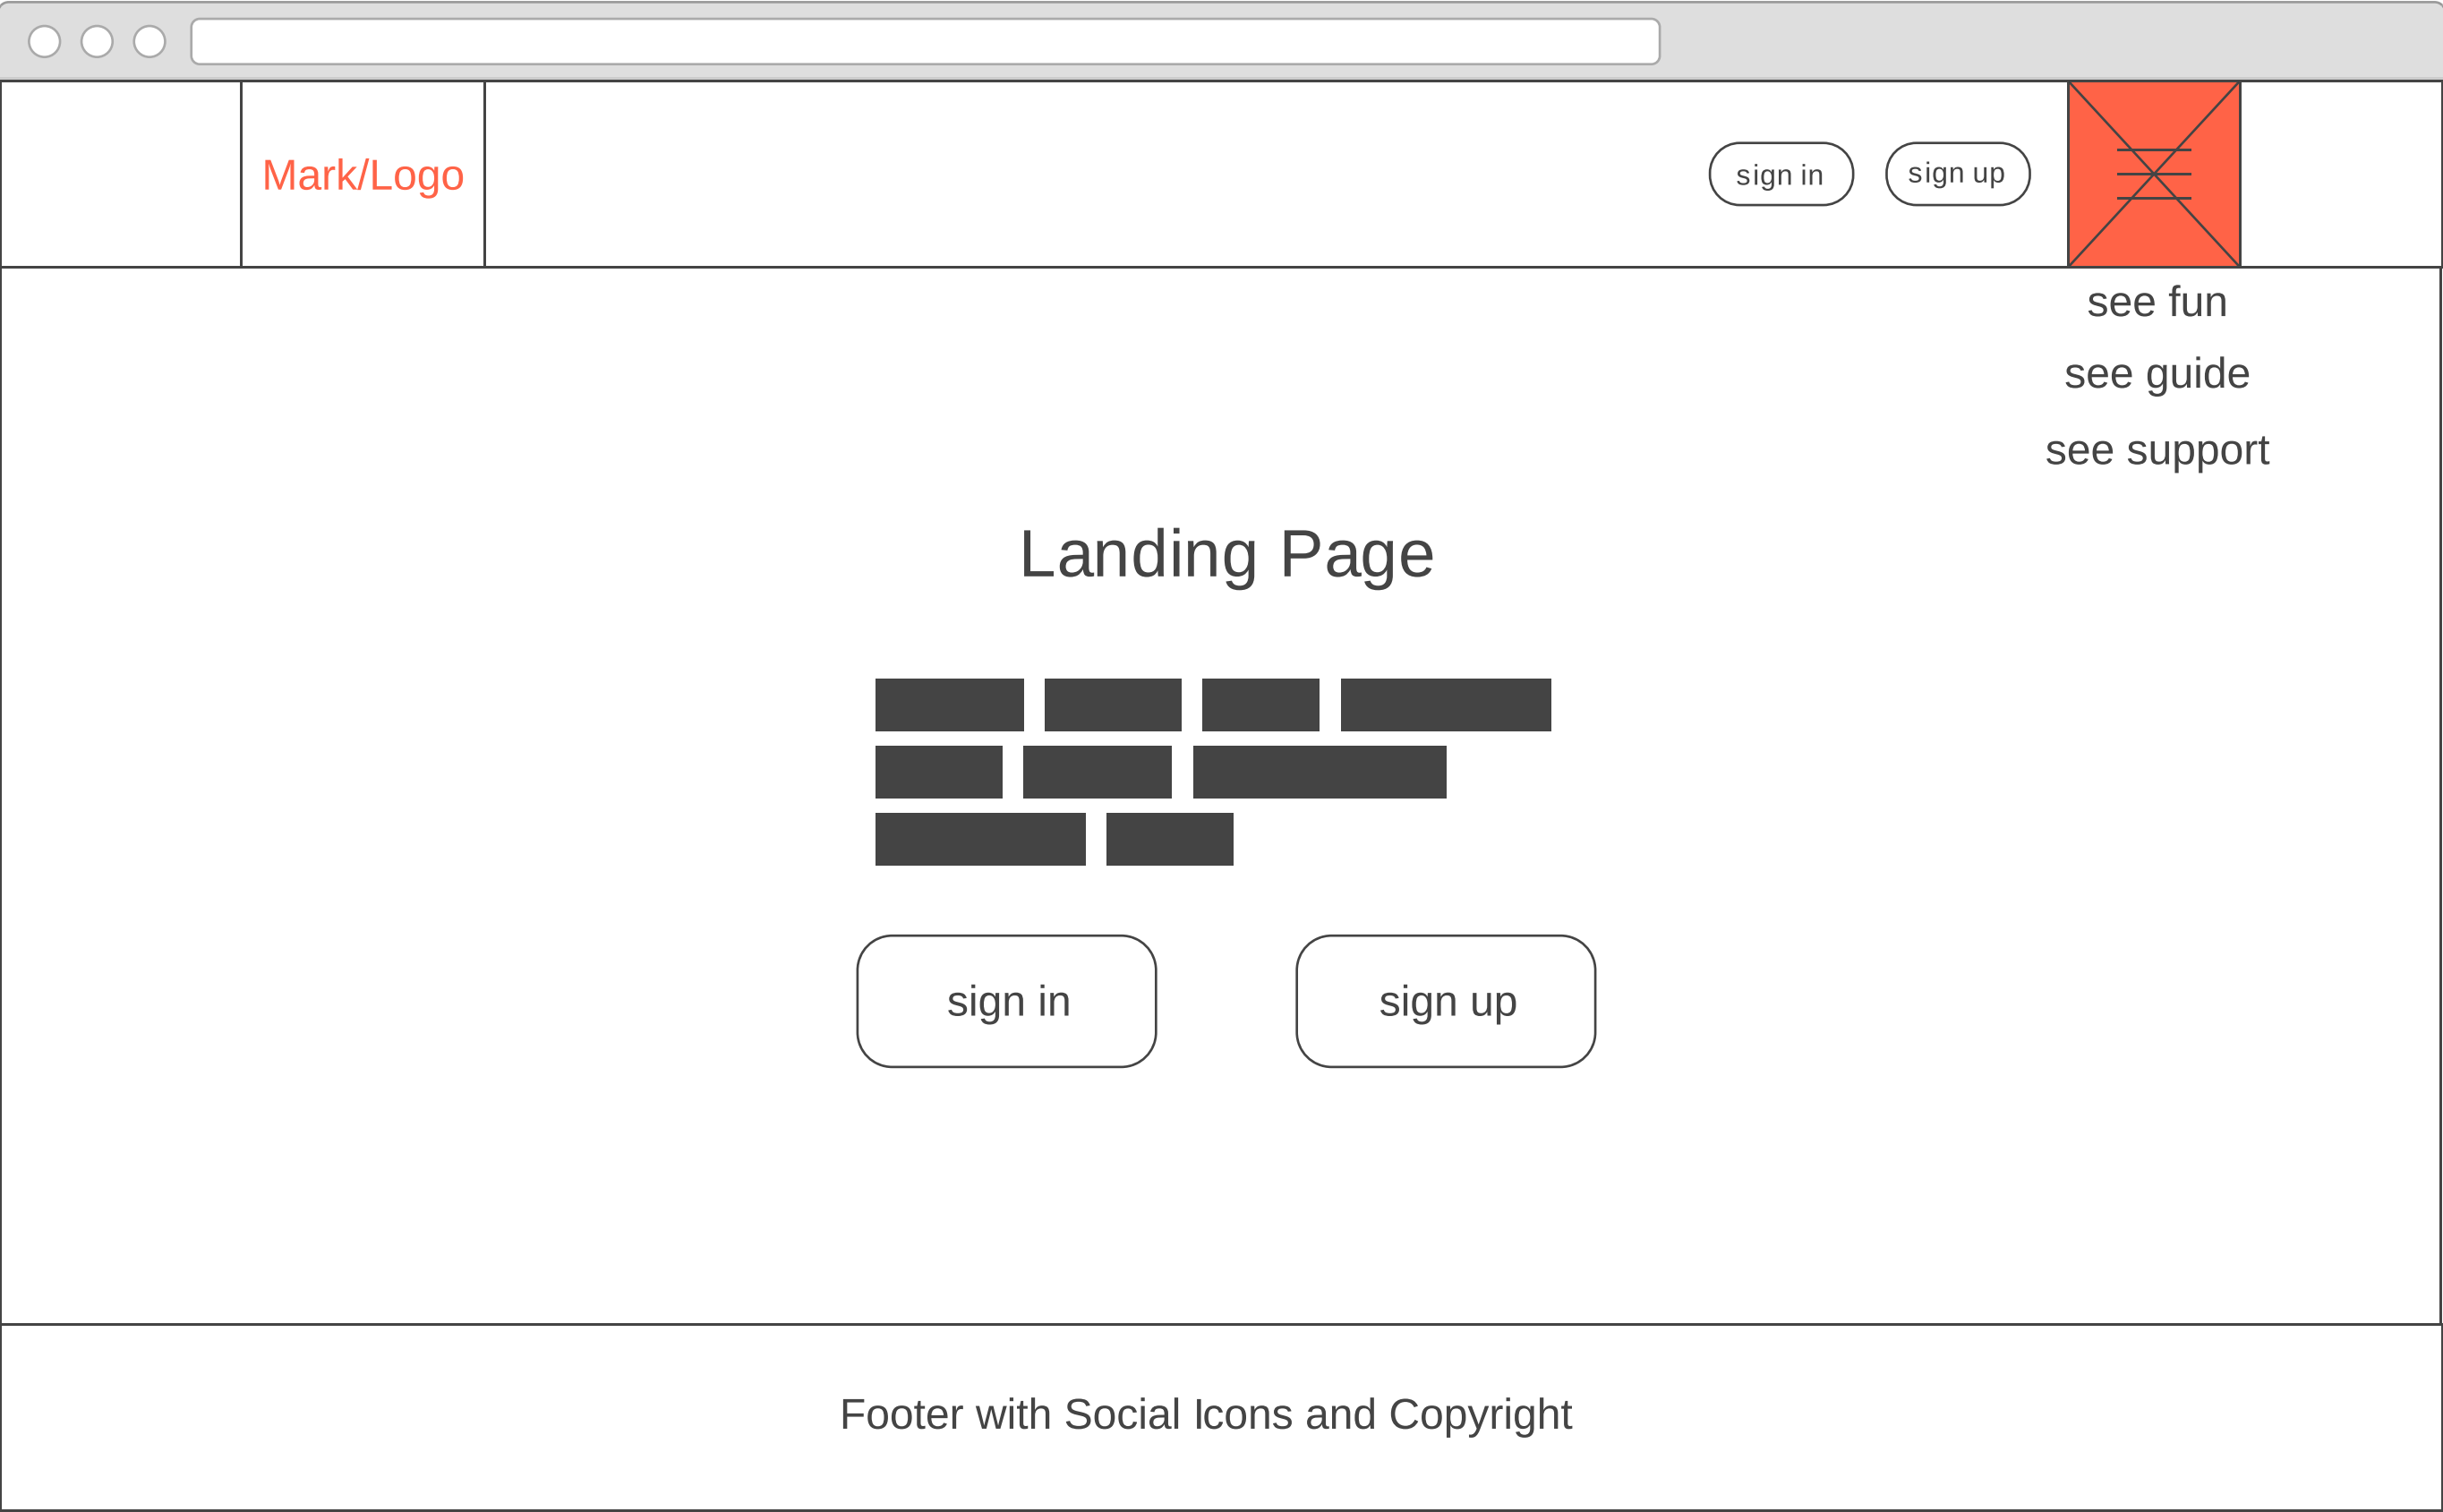 Mark/Logo
sign in
sign up
see fun
see guide
see support
Landing Page
sign in
sign up
Footer with Social Icons and Copyright